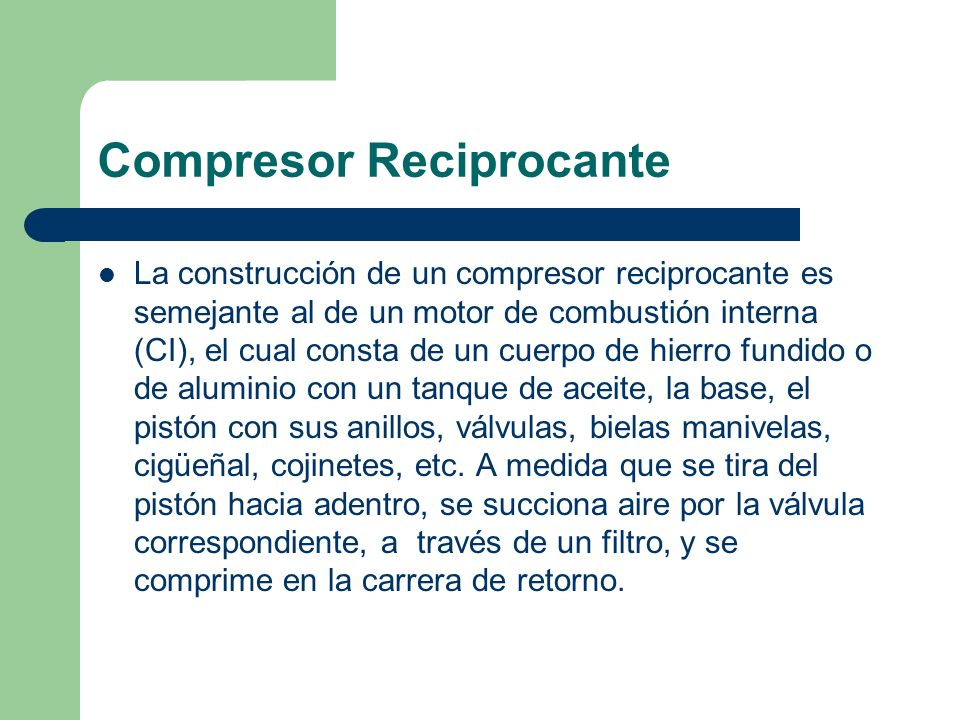 Compresor Reciprocante
La construcción de un compresor reciprocante es
semejante al de un motor de combustión interna
(CI), el cual consta de un cuerpo de hierro fundido o
de aluminio con un tanque de aceite, la base, el
pistón con sus anillos, válvulas, bielas manivelas,
cigüeñal, cojinetes, etc. A medida que se tira del
pistón hacia adentro, se succiona aire por la válvula
correspondiente, a través de un filtro, y se
comprime en la carrera de retorno.